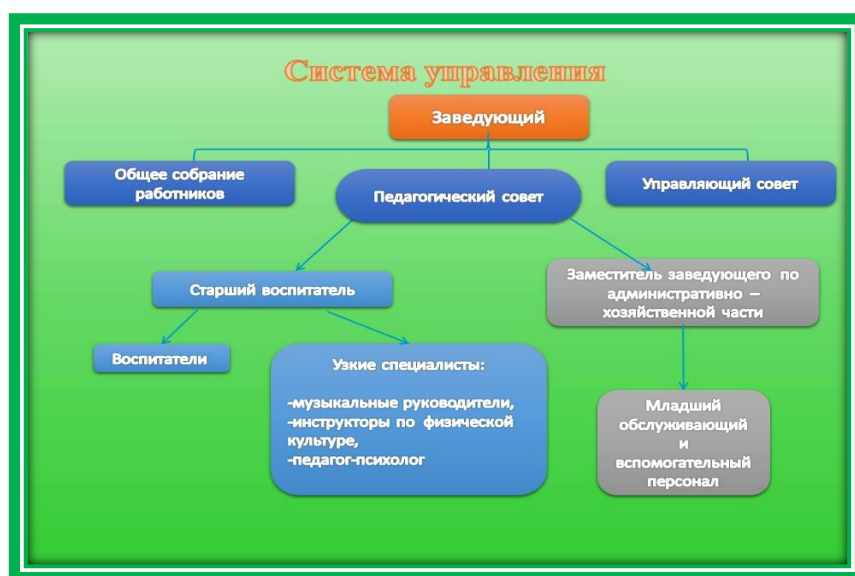 Система управления
Заведующий
Общее собрание
работников
Педагогический совет
Управляющий совет
Старший воспитатель
Заместитель заведующего по
административно –
хозяйственной части
Воспитатели
Узкие специалисты:
-музыкальные руководители,
-инструкторы по физической
культуре,
-педагог-психолог
Младший
обслуживающий
и
вспомогательный
персонал